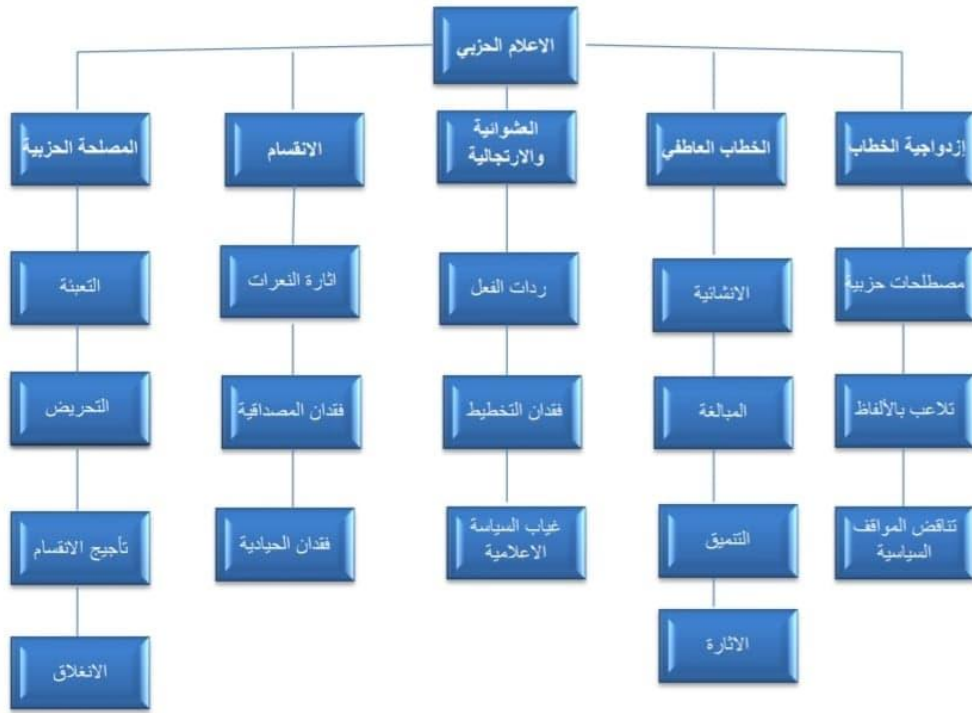 الاعلام الحزبي
إزدواجية الخطاب
الخطاب العاطفي
العشوائية
والارتجالية
الانقسام
المصلحة الحزبية
مصطلحات حزبية
الانشائية
ردات الفعل
اثارة النعرات
التعبئة
تلاعب بالألفاظ
المبالغة
فقدان التخطيط
فقدان المصداقية
التحريض
تناقض المواقف
السياسية
التنميق
غياب السياسة
الاعلامية
فقدان الحيادية
تأجيج الانقسام
الاثارة
الانغلاق